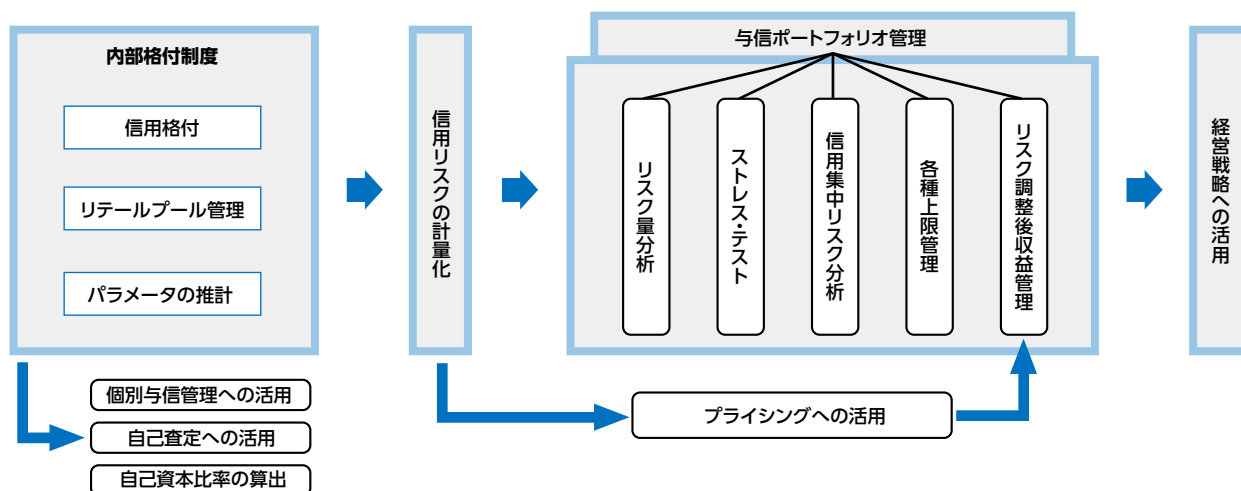 内部格付制度
信用格付
リテールプール管理
パラメータの推計
個別与信管理への活用
自己査定への活用
自己資本比率の算出
信用リスクの計量化
与信ポートフォリオ管理
リスク量分析
ストレス・テスト
信用集中リスク分析
各種上限管理
リスク調整後収益管理
プライシングへの活用
経営戦略への活用